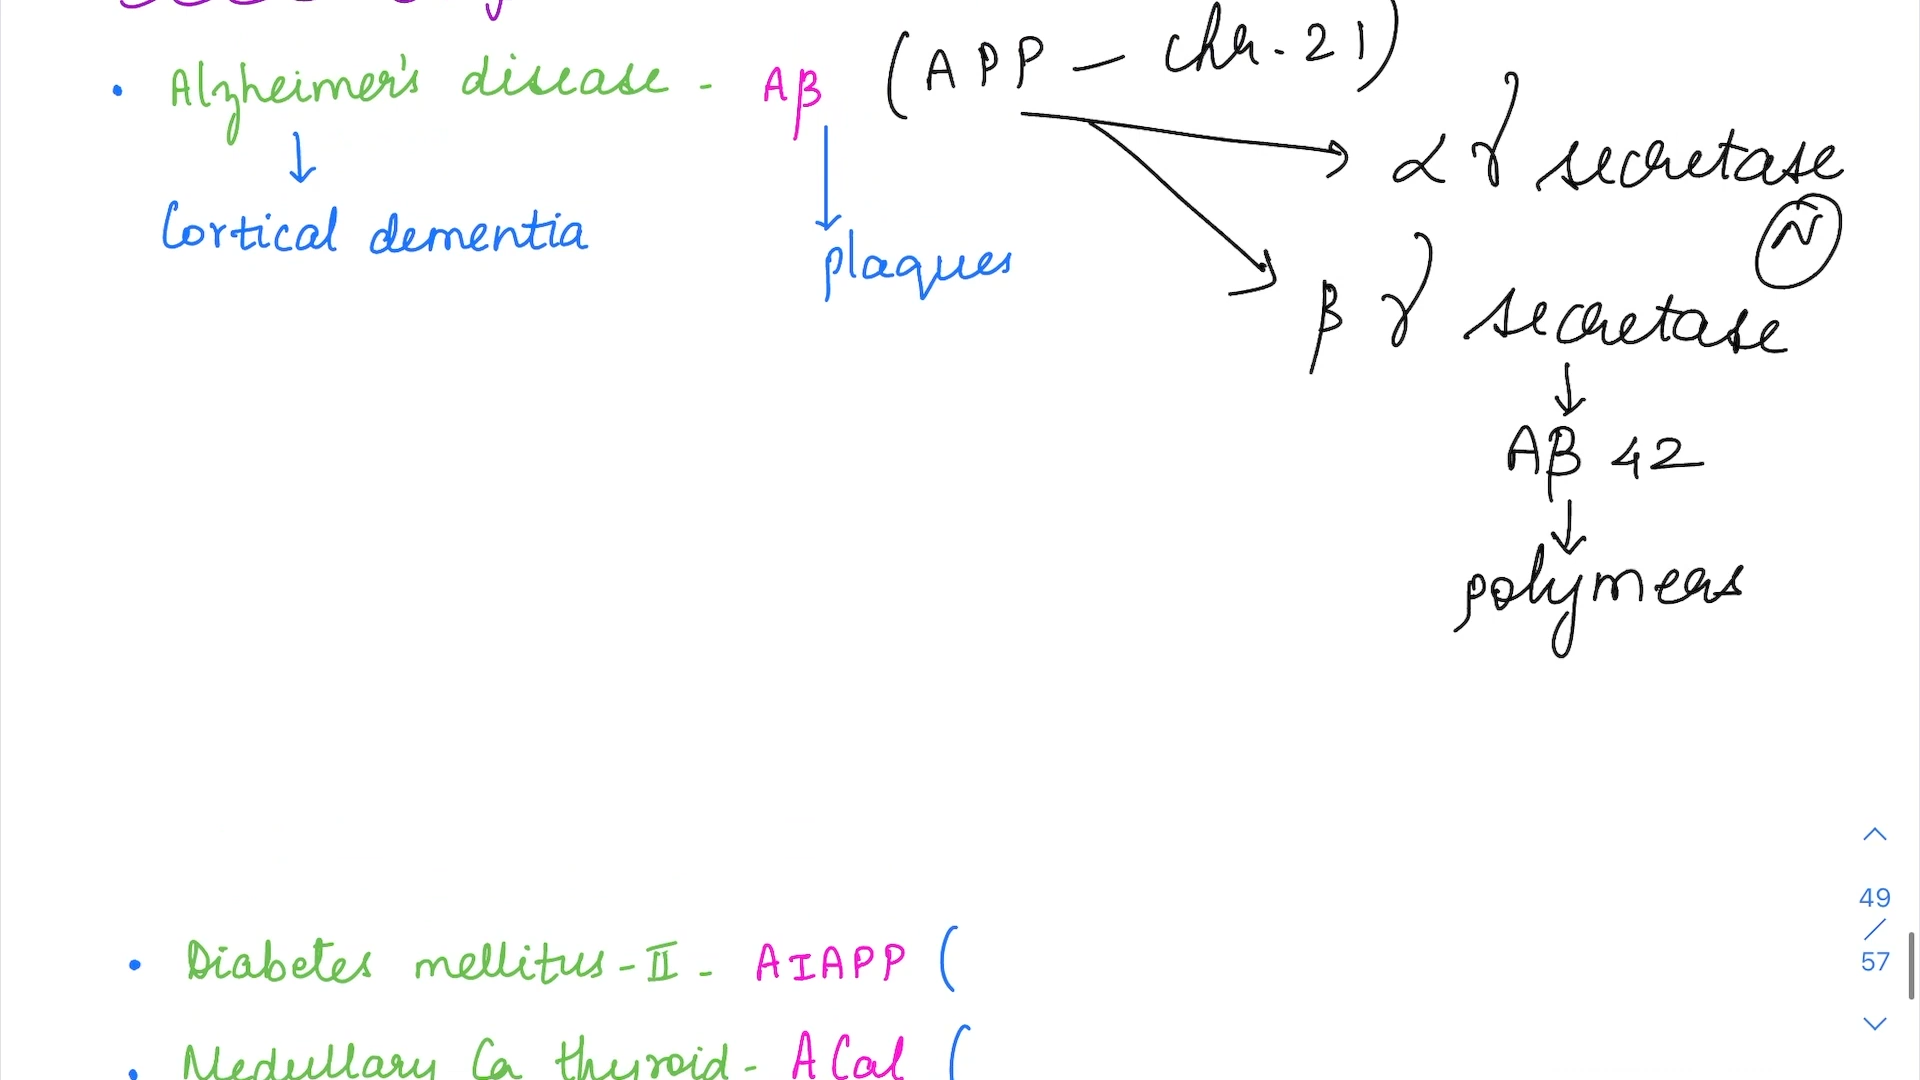 • Alzheimer's disease - Aβ (APP – chr. 21)
↓
Cortical dementia
↓
plaques
α γ secretase
N
β γ secretase
↓
Aβ 42
↓
polymers
• Diabetes mellitus - II - AIAPP (
• Medullary Ca thyroid - ACal (
49
/
57